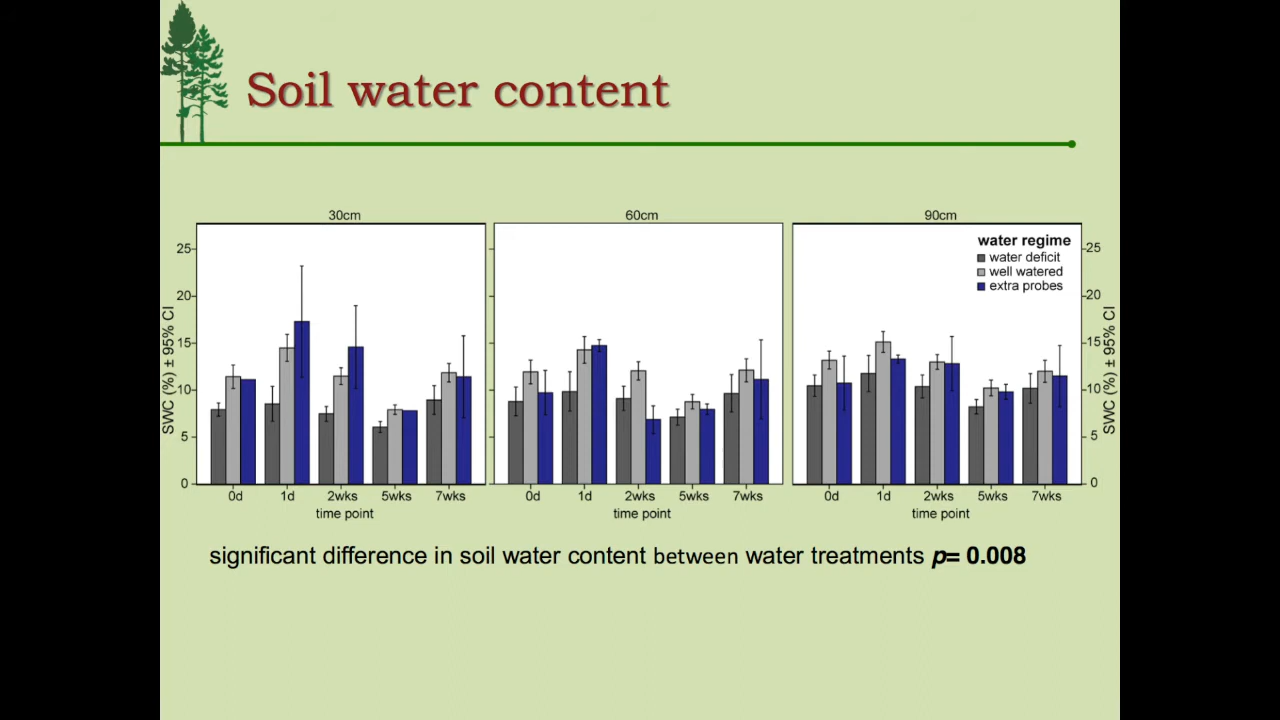 Soil water content
30cm
60cm
90cm
25
20
15
10
5
0
SWC (%) ± 95% CI
water regime
water deficit
well watered
extra probes
25
20
15
10
5
0
SWC (%) ± 95% CI
0d 1d 2wks 5wks 7wks
0d 1d 2wks 5wks 7wks
0d 1d 2wks 5wks 7wks
time point
time point
time point
significant difference in soil water content between water treatments p= 0.008